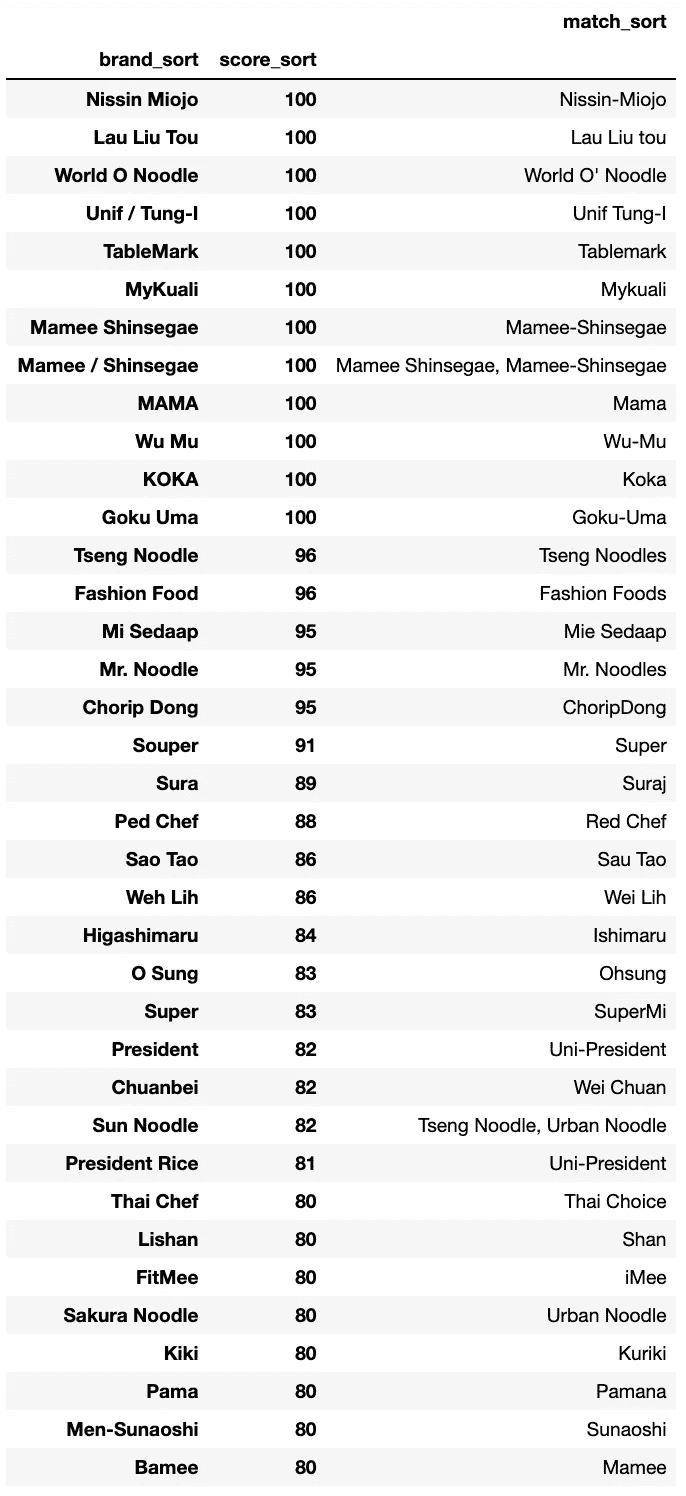 match_sort
brand_sort score_sort
Nissin Miojo 100 Nissin-Miojo
Lau Liu Tou 100 Lau Liu tou
World O Noodle 100 World O' Noodle
Unif / Tung-I 100 Unif Tung-I
TableMark 100 Tablemark
MyKuali 100 Mykuali
Mamee Shinsegae 100 Mamee-Shinsegae
Mamee / Shinsegae 100 Mamee Shinsegae, Mamee-Shinsegae
MAMA 100 Mama
Wu Mu 100 Wu-Mu
KOKA 100 Koka
Goku Uma 100 Goku-Uma
Tseng Noodle 96 Tseng Noodles
Fashion Food 96 Fashion Foods
Mi Sedaap 95 Mie Sedaap
Mr. Noodle 95 Mr. Noodles
Chorip Dong 95 ChoripDong
Souper 91 Super
Sura 89 Suraj
Ped Chef 88 Red Chef
Sao Tao 86 Sau Tao
Weh Lih 86 Wei Lih
Higashimaru 84 Ishimaru
O Sung 83 Ohsung
Super 83 SuperMi
President 82 Uni-President
Chuanbei 82 Wei Chuan
Sun Noodle 82 Tseng Noodle, Urban Noodle
President Rice 81 Uni-President
Thai Chef 80 Thai Choice
Lishan 80 Shan
FitMee 80 iMee
Sakura Noodle 80 Urban Noodle
Kiki 80 Kuriki
Pama 80 Pamana
Men-Sunaoshi 80 Sunaoshi
Bamee 80 Mamee